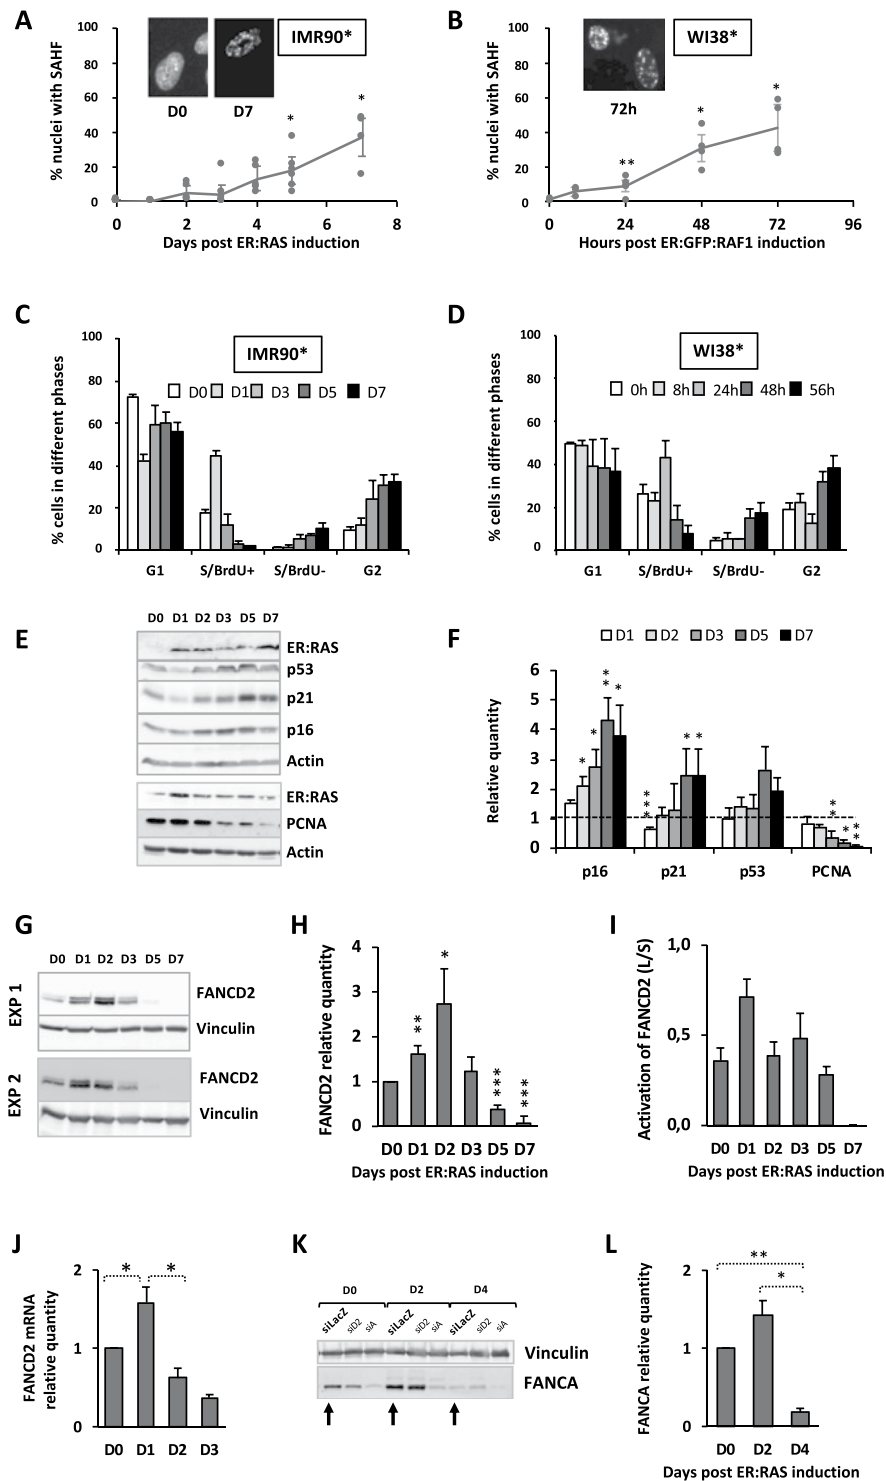 A
% nuclei with SAHF
100
80
60
40
20
0
IMR90*
D0
D7
*
*
0 2 4 6 8
Days post ER:RAS induction
B
% nuclei with SAHF
100
80
60
40
20
0
WI38*
72h
**
*
*
0 24 48 72 96
Hours post ER:GFP:RAF1 induction
C
% cells in different phases
100
80
60
40
20
0
IMR90*
D0 D1 D3 D5 D7
G1 S/BrdU+ S/BrdU- G2
D
% cells in different phases
100
80
60
40
20
0
WI38*
0h 8h 24h 48h 56h
G1 S/BrdU+ S/BrdU- G2
E
D0 D1 D2 D3 D5 D7
ER:RAS
p53
p21
p16
Actin
ER:RAS
PCNA
Actin
F
D1 D2 D3 D5 D7
Relative quantity
6
5
4
3
2
1
0
* * ** *
*** * *
** * **
p16 p21 p53 PCNA
G
D0 D1 D2 D3 D5 D7
EXP 1
FANCD2
Vinculin
EXP 2
FANCD2
Vinculin
H
FANCD2 relative quantity
4
3
2
1
0
** * *** ***
D0 D1 D2 D3 D5 D7
Days post ER:RAS induction
I
Activation of FANCD2 (L/S)
1,0
0,5
0,0
D0 D1 D2 D3 D5 D7
Days post ER:RAS induction
J
FANCD2 mRNA
relative quantity
2
1
0
* *
D0 D1 D2 D3
K
D0 D2 D4
siLacZ siD2 siA siLacZ siD2 siA siLacZ siD2 siA
Vinculin
FANCA
L
FANCA relative quantity
2
1
0
**
*
D0 D2 D4
Days post ER:RAS induction